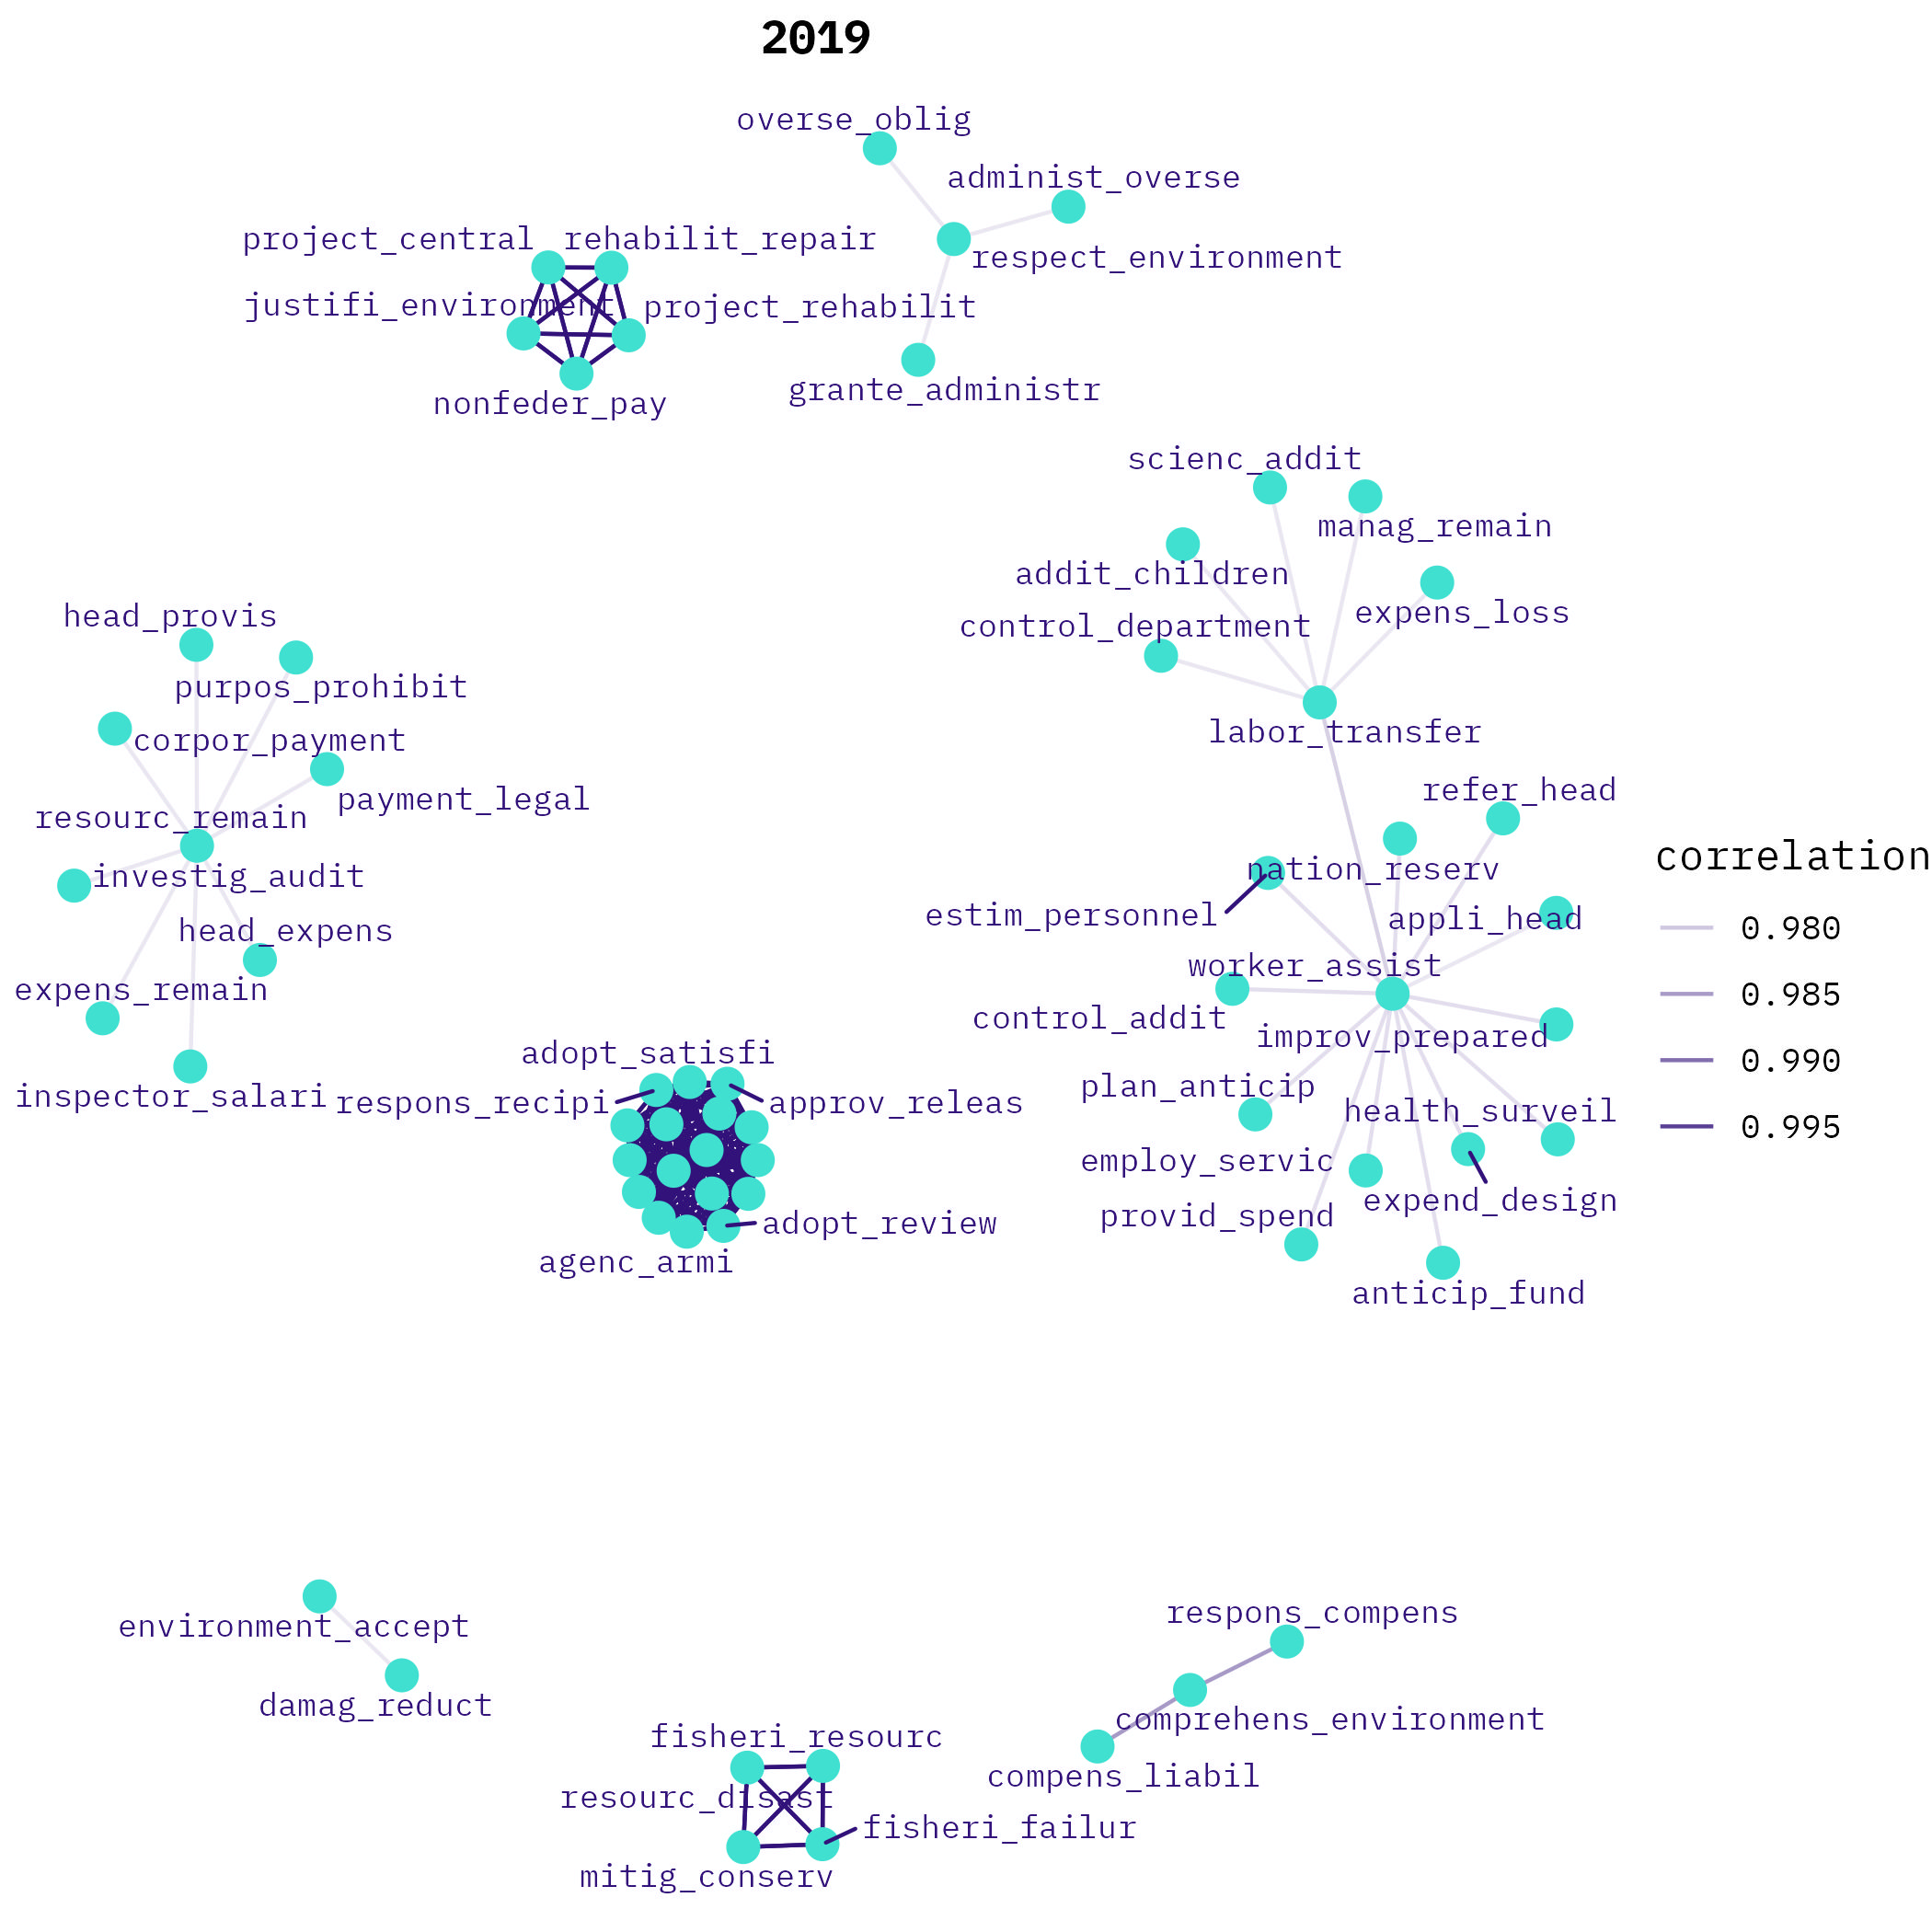 2019
overse_oblig
administ_overse
project_central
rehabilit_repair
respect_environment
justifi_environment
project_rehabilit
grante_administr
nonfeder_pay
scienc_addit
manag_remain
addit_children
expens_loss
control_department
head_provis
purpos_prohibit
labor_transfer
corpor_payment
refer_head
payment_legal
resourc_remain
correlation
nation_reserv
investig_audit
estim_personnel
appli_head
0.980
head_expens
worker_assist
expens_remain
0.985
control_addit
improv_prepared
adopt_satisfi
0.990
plan_anticip
inspector_salari
respons_recipi
approv_releas
health_surveil
0.995
employ_servic
expend_design
provid_spend
adopt_review
agenc_armi
anticip_fund
respons_compens
environment_accept
damag_reduct
comprehens_environment
fisheri_resourc
compens_liabil
resourc_disast
fisheri_failur
mitig_conserv